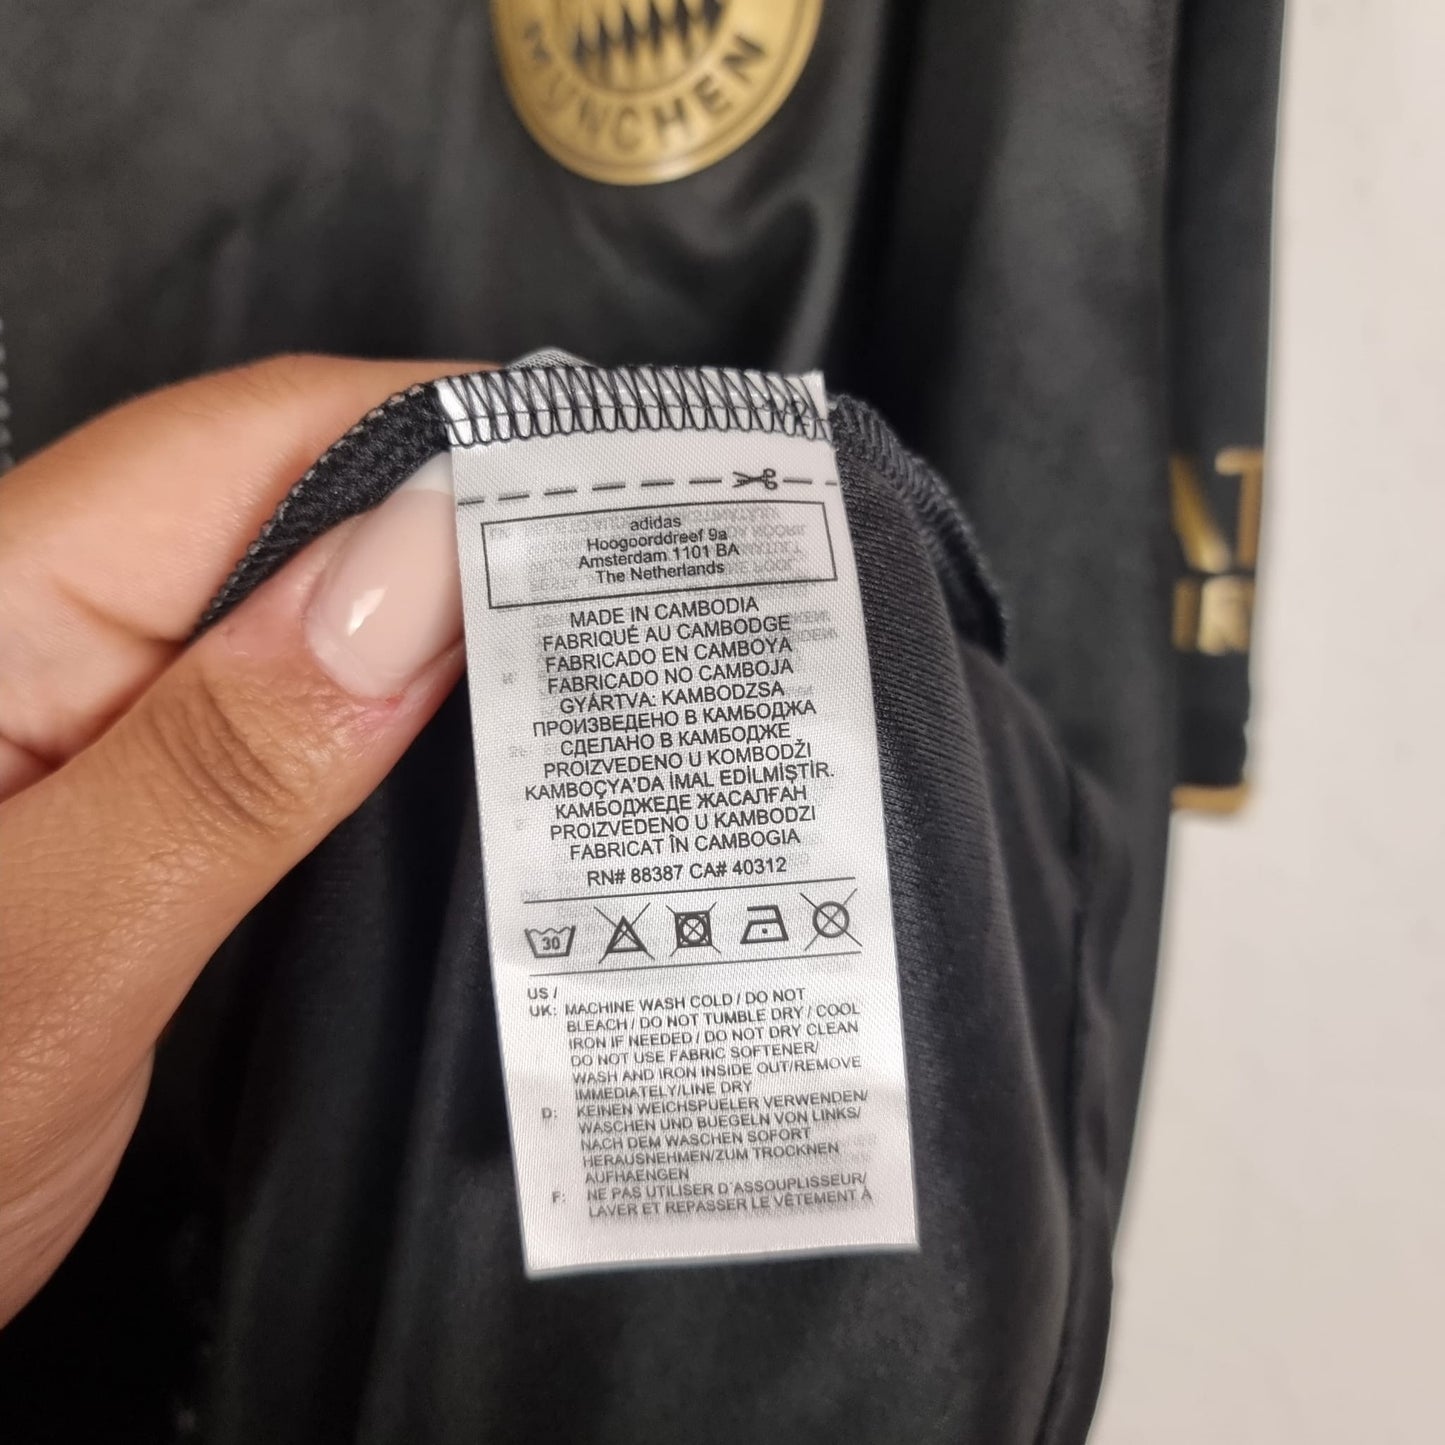 MÜNCHEN
adidas
Hoogoorddreef 9a
Amsterdam 1101 BA
The Netherlands
MADE IN CAMBODIA
FABRIQUÉ AU CAMBODGE
FABRICADO EN CAMBOYA
FABRICADO NO CAMBOJA
GYÁRTVA: KAMBODZSA
ПРОИЗВЕДЕНО В КАМБОДЖА
СДЕЛАНО В КАМБОДЖЕ
PROIZVEDENO U KOMBODŽI
KAMBOÇYA'DA İMAL EDİLMİŞTİR.
КАМБОДЖЕДЕ ЖАСАЛҒАН
PROIZVEDENO U KAMBODZI
FABRICAT ÎN CAMBOGIA
RN# 88387 CA# 40312
30
US /
UK: MACHINE WASH COLD / DO NOT
BLEACH / DO NOT TUMBLE DRY / COOL
IRON IF NEEDED / DO NOT DRY CLEAN
DO NOT USE FABRIC SOFTENER/
WASH AND IRON INSIDE OUT/REMOVE
IMMEDIATELY/LINE DRY
D: KEINEN WEICHSPUELER VERWENDEN/
WASCHEN UND BUEGELN VON LINKS/
NACH DEM WASCHEN SOFORT
HERAUSNEHMEN/ZUM TROCKNEN
AUFHAENGEN
F: NE PAS UTILISER D'ASSOUPLISSEUR/
LAVER ET REPASSER LE VÊTEMENT À